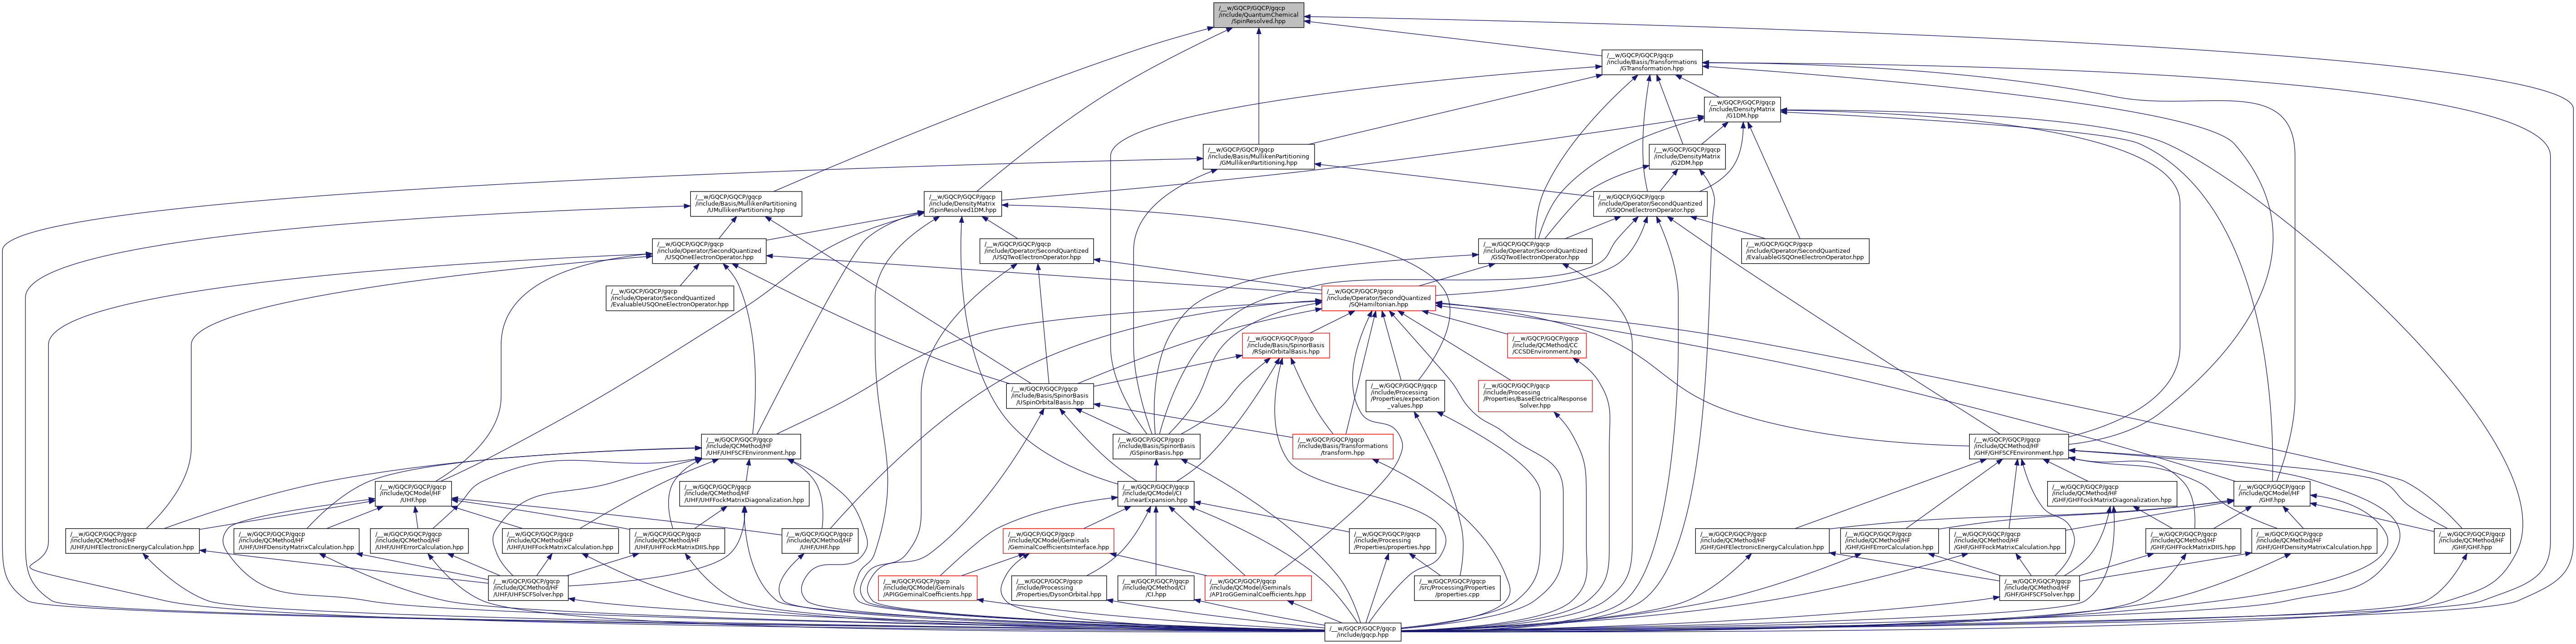 /__w/GQCP/GQCP/gqcp
/include/QuantumChemical
/SpinResolved.hpp
/__w/GQCP/GQCP/gqcp
/include/Basis/Transformations
/GTransformation.hpp
/__w/GQCP/GQCP/gqcp
/include/DensityMatrix
/G1DM.hpp
/__w/GQCP/GQCP/gqcp
/include/Basis/MullikenPartitioning
/GMullikenPartitioning.hpp
/__w/GQCP/GQCP/gqcp
/include/DensityMatrix
/G2DM.hpp
/__w/GQCP/GQCP/gqcp
/include/Basis/MullikenPartitioning
/UMullikenPartitioning.hpp
/__w/GQCP/GQCP/gqcp
/include/DensityMatrix
/SpinResolved1DM.hpp
/__w/GQCP/GQCP/gqcp
/include/Operator/SecondQuantized
/GSQOneElectronOperator.hpp
/__w/GQCP/GQCP/gqcp
/include/Operator/SecondQuantized
/USQOneElectronOperator.hpp
/__w/GQCP/GQCP/gqcp
/include/Operator/SecondQuantized
/USQTwoElectronOperator.hpp
/__w/GQCP/GQCP/gqcp
/include/Operator/SecondQuantized
/GSQTwoElectronOperator.hpp
/__w/GQCP/GQCP/gqcp
/include/Operator/SecondQuantized
/EvaluableGSQOneElectronOperator.hpp
/__w/GQCP/GQCP/gqcp
/include/Operator/SecondQuantized
/EvaluableUSQOneElectronOperator.hpp
/__w/GQCP/GQCP/gqcp
/include/Operator/SecondQuantized
/SQHamiltonian.hpp
/__w/GQCP/GQCP/gqcp
/include/Basis/SpinorBasis
/RSpinOrbitalBasis.hpp
/__w/GQCP/GQCP/gqcp
/include/QCMethod/CC
/CCSDEnvironment.hpp
/__w/GQCP/GQCP/gqcp
/include/Basis/SpinorBasis
/USpinOrbitalBasis.hpp
/__w/GQCP/GQCP/gqcp
/include/Processing
/Properties/expectation
_values.hpp
/__w/GQCP/GQCP/gqcp
/include/Processing
/Properties/BaseElectricalResponse
Solver.hpp
/__w/GQCP/GQCP/gqcp
/include/QCMethod/HF
/UHF/UHFSCFEnvironment.hpp
/__w/GQCP/GQCP/gqcp
/include/Basis/SpinorBasis
/GSpinorBasis.hpp
/__w/GQCP/GQCP/gqcp
/include/Basis/Transformations
/transform.hpp
/__w/GQCP/GQCP/gqcp
/include/QCMethod/HF
/GHF/GHFSCFEnvironment.hpp
/__w/GQCP/GQCP/gqcp
/include/QCModel/HF
/UHF.hpp
/__w/GQCP/GQCP/gqcp
/include/QCMethod/HF
/UHF/UHFFockMatrixDiagonalization.hpp
/__w/GQCP/GQCP/gqcp
/include/QCModel/CI
/LinearExpansion.hpp
/__w/GQCP/GQCP/gqcp
/include/QCMethod/HF
/GHF/GHFFockMatrixDiagonalization.hpp
/__w/GQCP/GQCP/gqcp
/include/QCModel/HF
/GHF.hpp
/__w/GQCP/GQCP/gqcp
/include/QCMethod/HF
/UHF/UHFElectronicEnergyCalculation.hpp
/__w/GQCP/GQCP/gqcp
/include/QCMethod/HF
/UHF/UHFDensityMatrixCalculation.hpp
/__w/GQCP/GQCP/gqcp
/include/QCMethod/HF
/UHF/UHFErrorCalculation.hpp
/__w/GQCP/GQCP/gqcp
/include/QCMethod/HF
/UHF/UHFFockMatrixCalculation.hpp
/__w/GQCP/GQCP/gqcp
/include/QCMethod/HF
/UHF/UHFFockMatrixDIIS.hpp
/__w/GQCP/GQCP/gqcp
/include/QCMethod/HF
/UHF/UHF.hpp
/__w/GQCP/GQCP/gqcp
/include/QCModel/Geminals
/GeminalCoefficientsInterface.hpp
/__w/GQCP/GQCP/gqcp
/include/Processing
/Properties/properties.hpp
/__w/GQCP/GQCP/gqcp
/include/QCMethod/HF
/GHF/GHFElectronicEnergyCalculation.hpp
/__w/GQCP/GQCP/gqcp
/include/QCMethod/HF
/GHF/GHFErrorCalculation.hpp
/__w/GQCP/GQCP/gqcp
/include/QCMethod/HF
/GHF/GHFFockMatrixCalculation.hpp
/__w/GQCP/GQCP/gqcp
/include/QCMethod/HF
/GHF/GHFFockMatrixDIIS.hpp
/__w/GQCP/GQCP/gqcp
/include/QCMethod/HF
/GHF/GHFDensityMatrixCalculation.hpp
/__w/GQCP/GQCP/gqcp
/include/QCMethod/HF
/GHF/GHF.hpp
/__w/GQCP/GQCP/gqcp
/include/QCMethod/HF
/UHF/UHFSCFSolver.hpp
/__w/GQCP/GQCP/gqcp
/include/QCModel/Geminals
/APIGGeminalCoefficients.hpp
/__w/GQCP/GQCP/gqcp
/include/Processing
/Properties/DysonOrbital.hpp
/__w/GQCP/GQCP/gqcp
/include/QCMethod/CI
/CI.hpp
/__w/GQCP/GQCP/gqcp
/include/QCModel/Geminals
/AP1roGGeminalCoefficients.hpp
/__w/GQCP/GQCP/gqcp
/src/Processing/Properties
/properties.cpp
/__w/GQCP/GQCP/gqcp
/include/QCMethod/HF
/GHF/GHFSCFSolver.hpp
/__w/GQCP/GQCP/gqcp
/include/gqcp.hpp